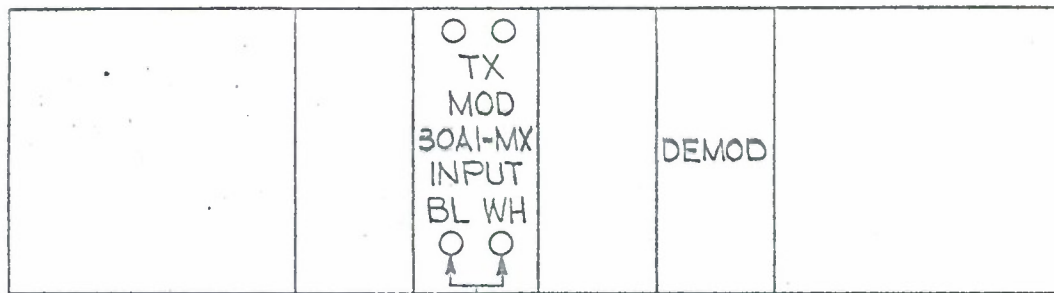 TX
MOD
30A1-MX
INPUT
BL WH
DEMOD